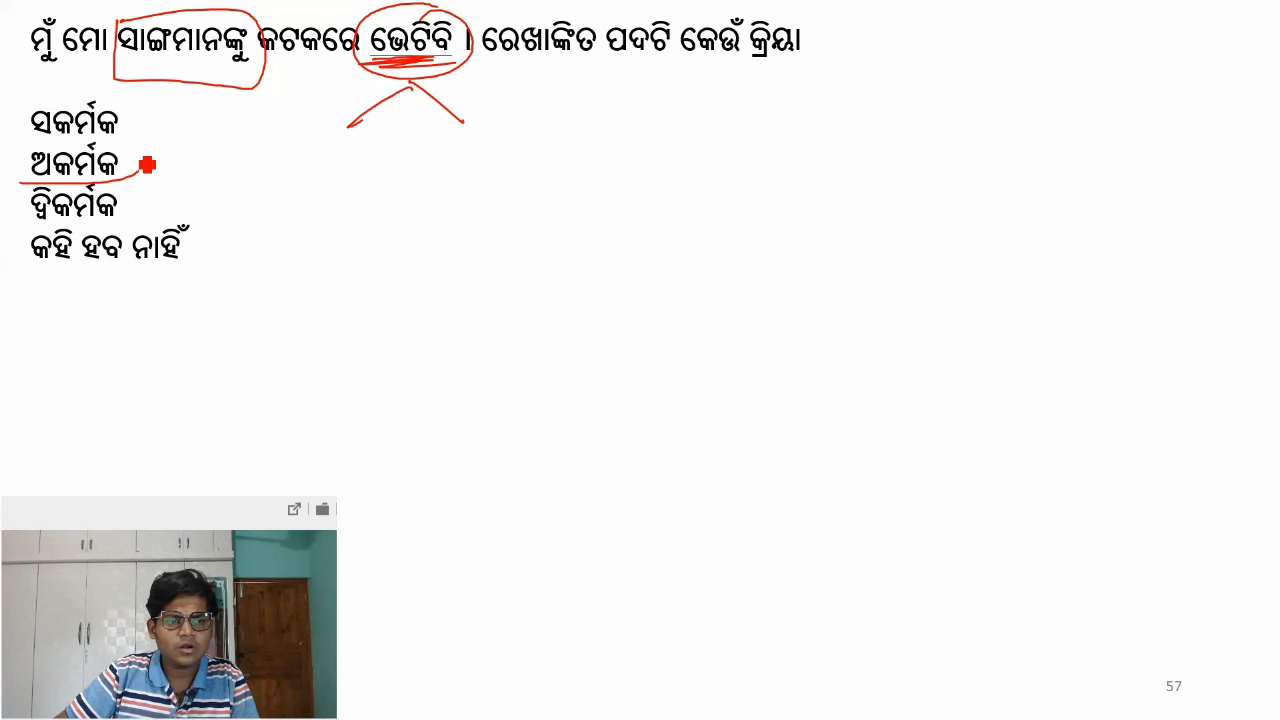 ମୁଁ ମୋ ସାଙ୍ଗମାନଙ୍କୁ କଟକରେ ଭେଟିବି । ରେଖାଙ୍କିତ ପଦଟି କେଉଁ କ୍ରିୟା
ସକର୍ମକ
ଅକର୍ମକ
ଦ୍ୱିକର୍ମକ
କହି ହବ ନାହିଁ
57